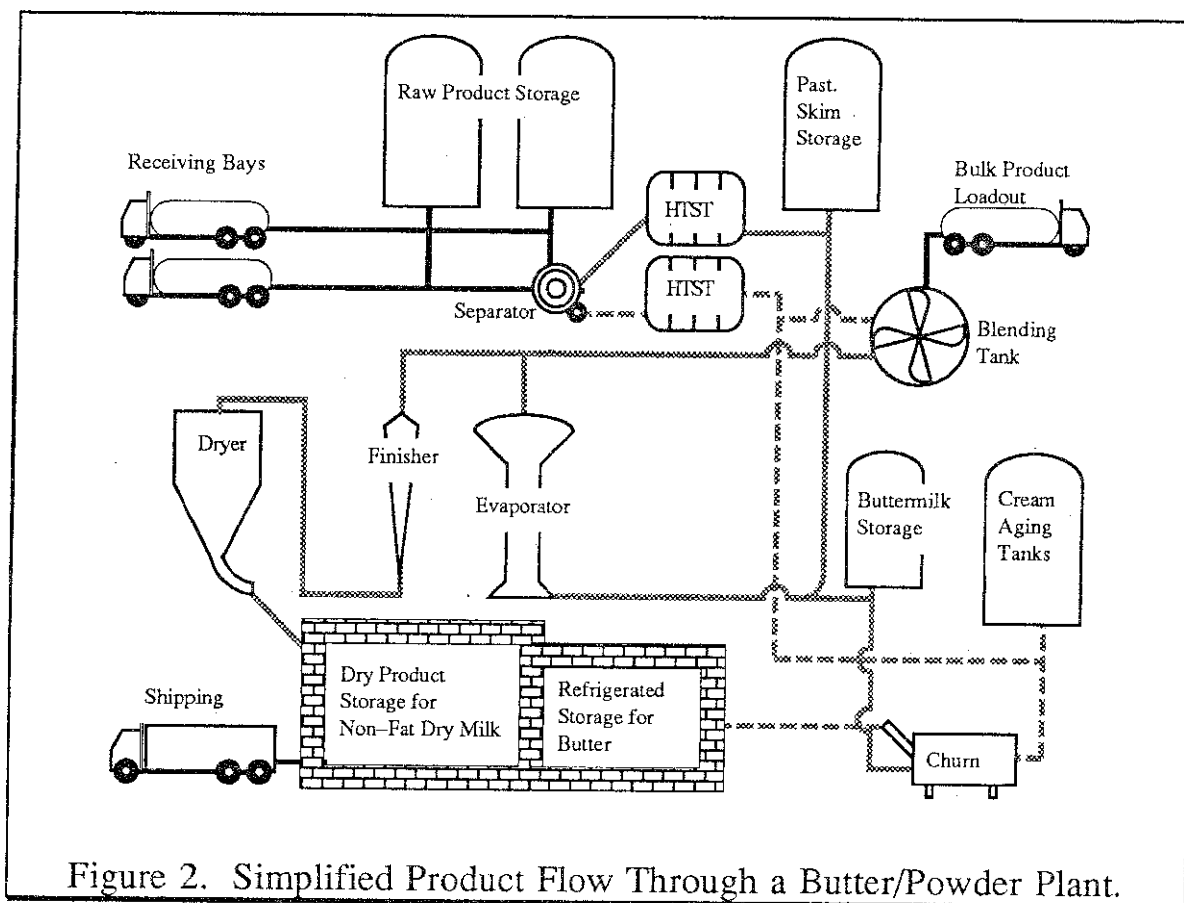 Raw Product Storage
Past.
Skim
Storage
Receiving Bays
Bulk Product
Loadout
HTST
HTST
Separator
Blending
Tank
Dryer
Finisher
Evaporator
Buttermilk
Storage
Cream
Aging
Tanks
Shipping
Dry Product
Storage for
Non-Fat Dry Milk
Refrigerated
Storage for
Butter
Churn
Figure 2. Simplified Product Flow Through a Butter/Powder Plant.